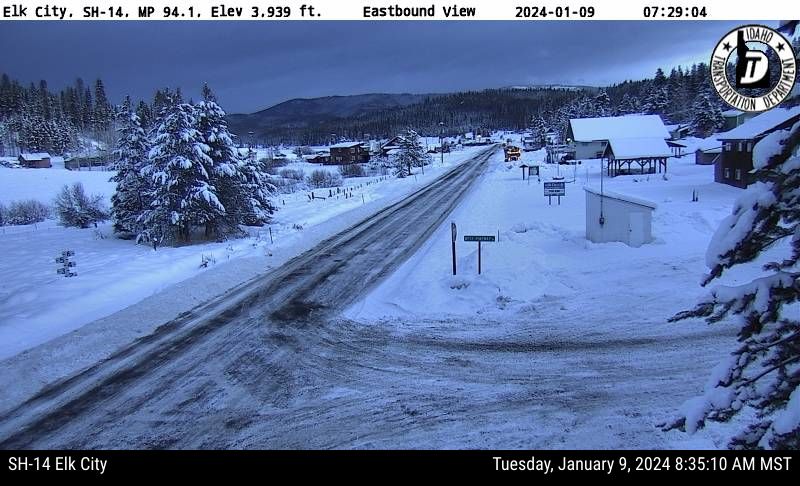 Elk City, SH-14, MP 94.1, Elev 3,939 ft. Eastbound View 2024-01-09 07:29:04
IDAHO
TRANSPORTATION DEPARTMENT
SH-14 Elk City Tuesday, January 9, 2024 8:35:10 AM MST